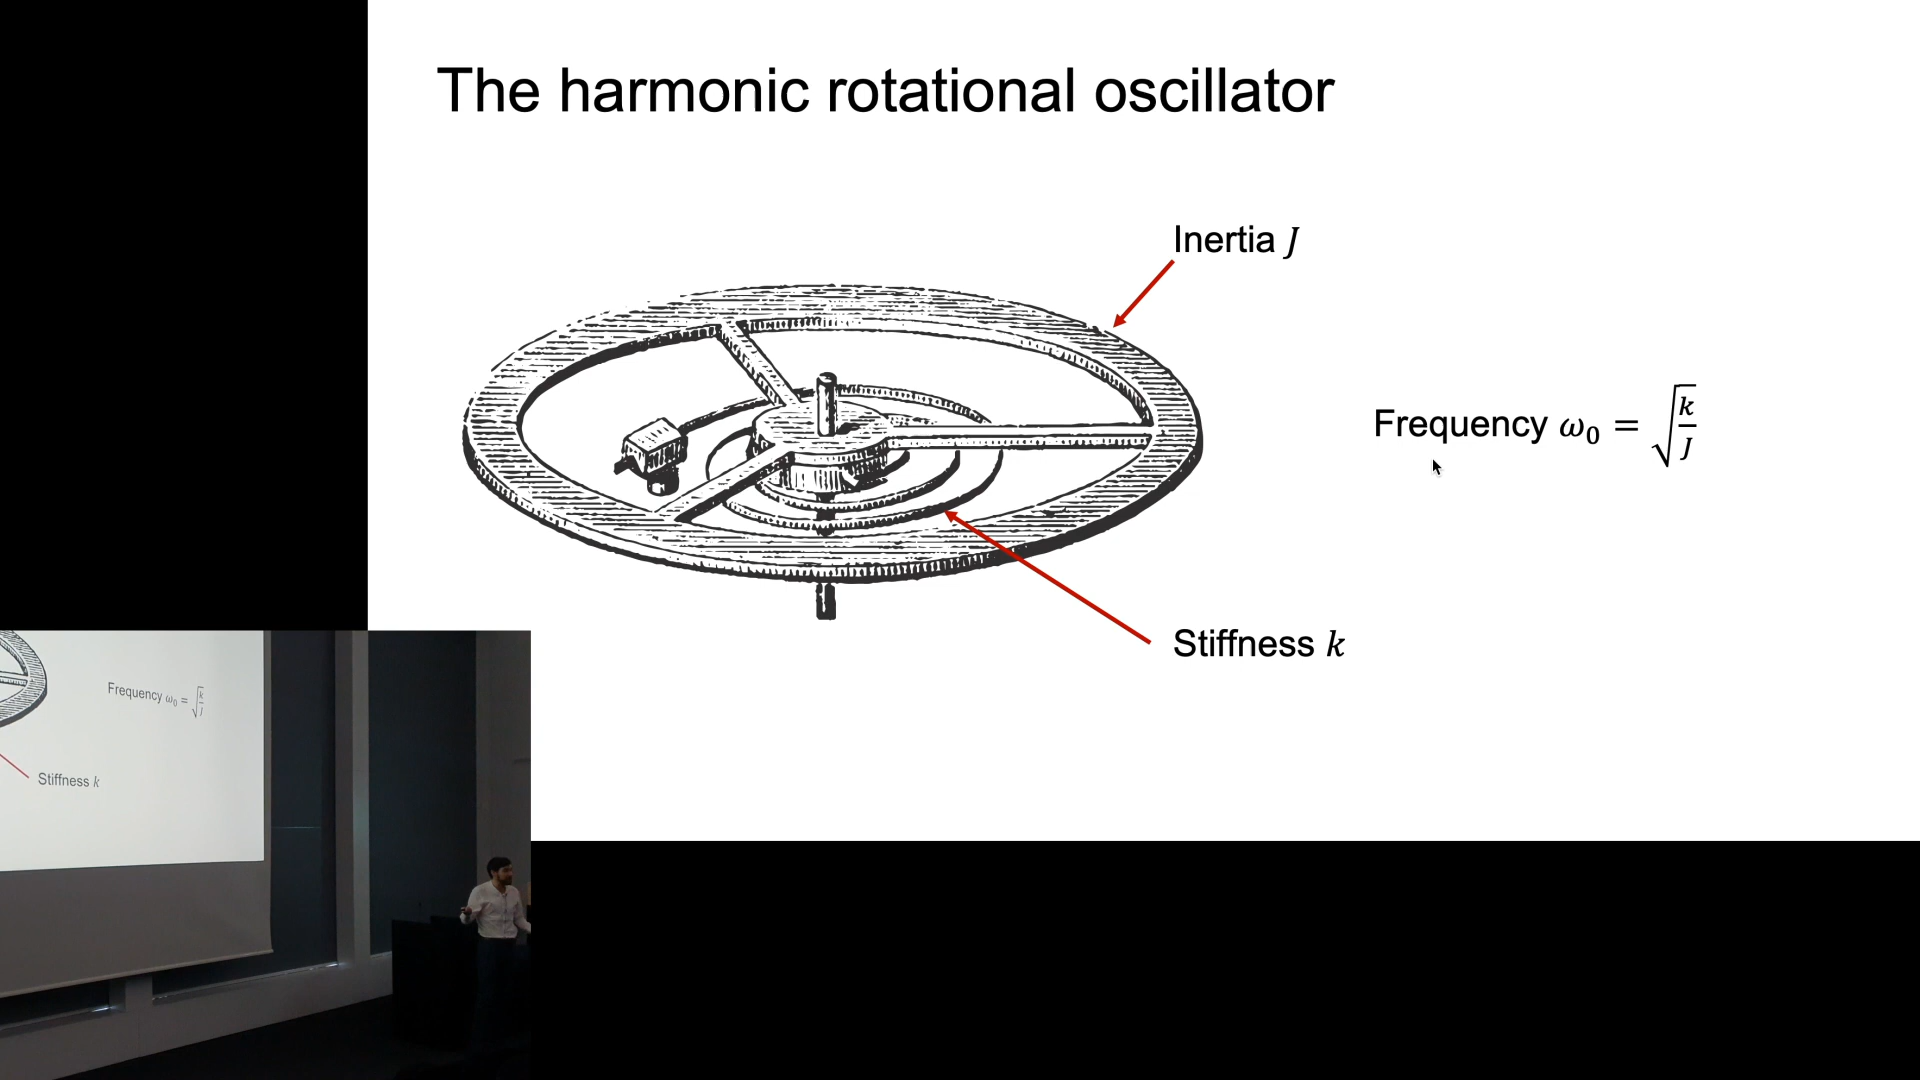 The harmonic rotational oscillator
Inertia J
Frequency ω₀ = √(k/J)
Stiffness k
Frequency ω₀ = √(k/J)
Stiffness k